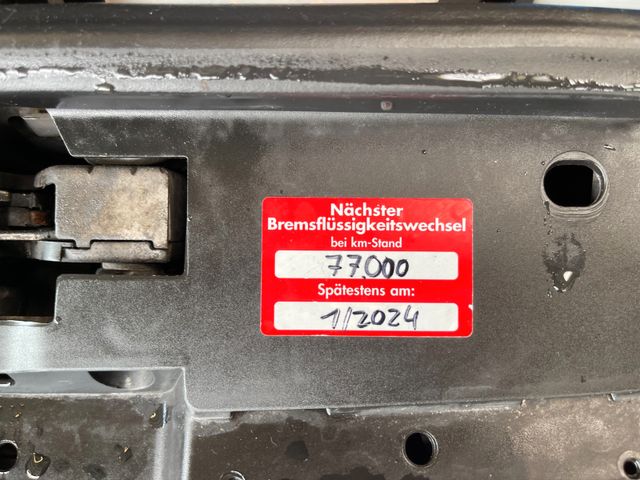 Nächster
Bremsflüssigkeitswechsel
bei km-Stand
77000
Spätestens am:
1/2024